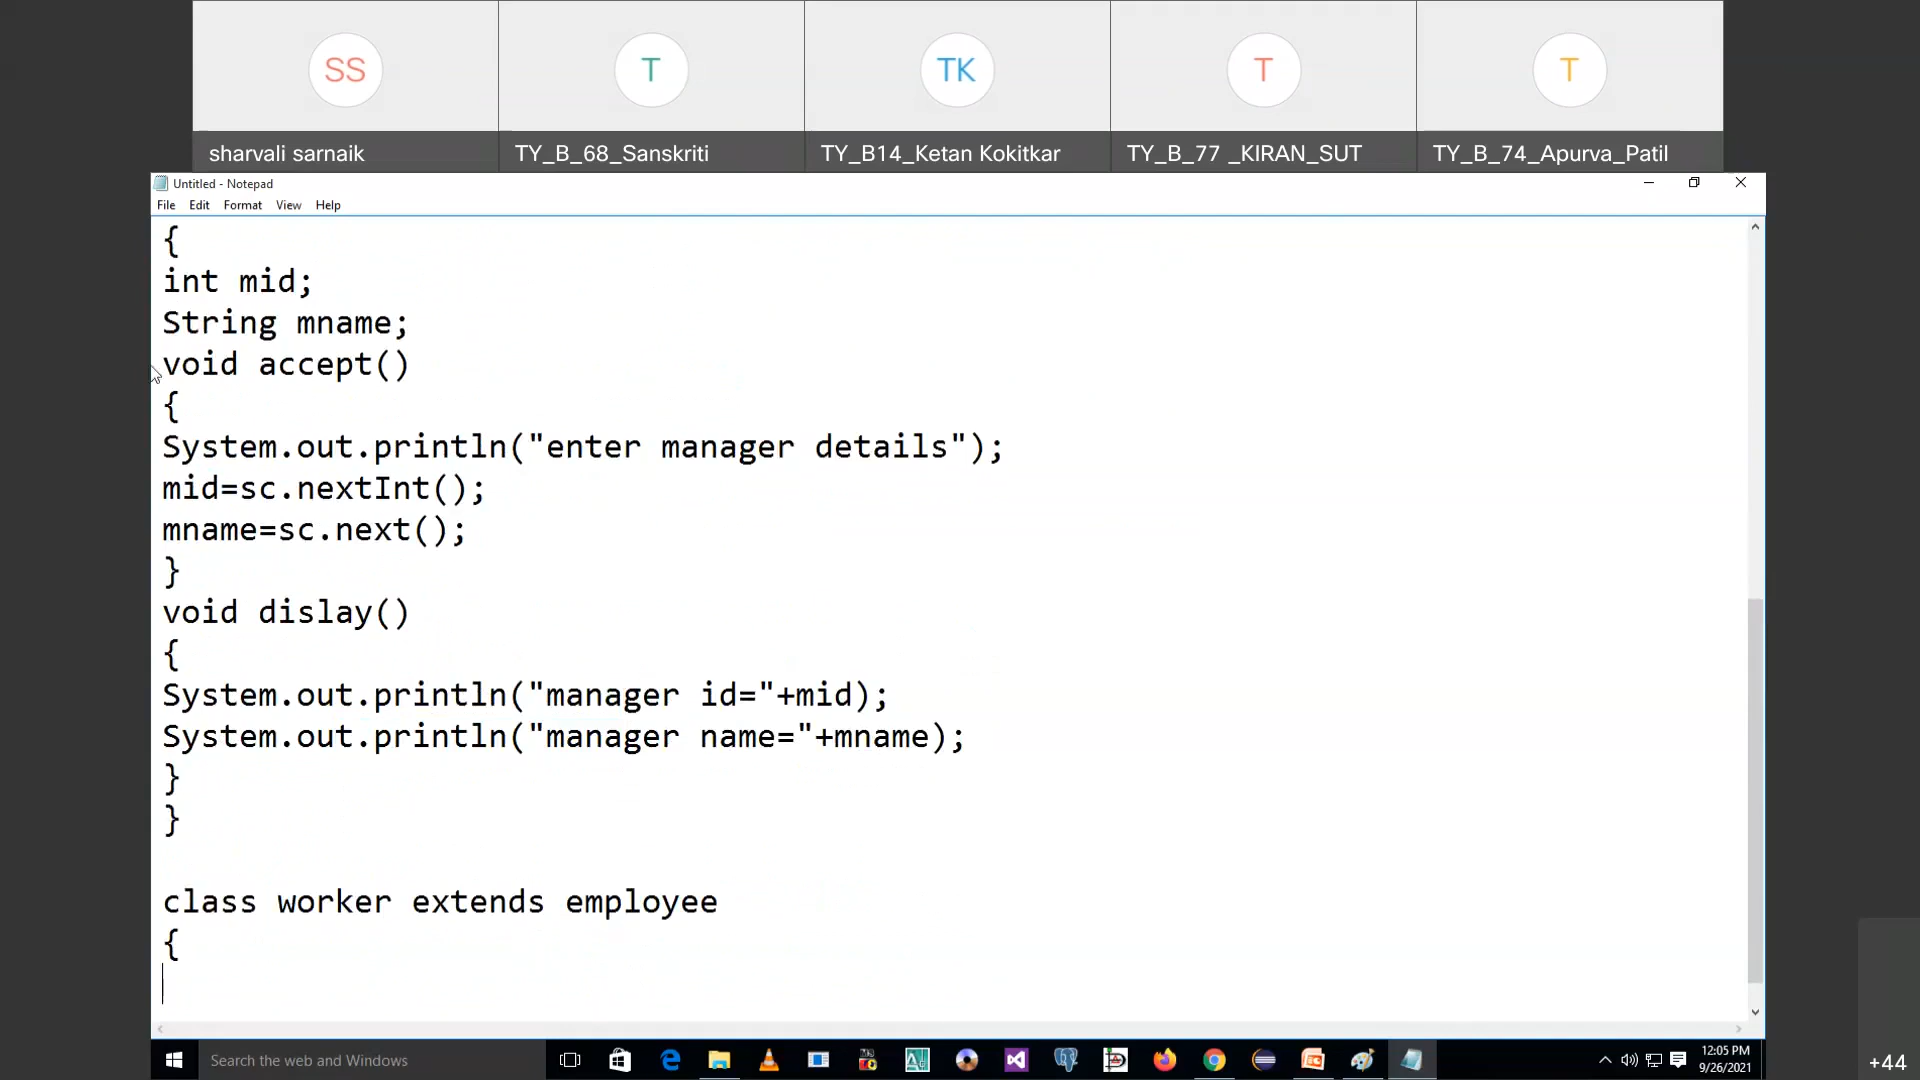 SS
T
TK
T
T
sharvali sarnaik
TY_B_68_Sanskriti
TY_B14_Ketan Kokitkar
TY_B_77 _KIRAN_SUT
TY_B_74_Apurva_Patil
Untitled - Notepad
File Edit Format View Help
{
int mid;
String mname;
void accept()
{
System.out.println("enter manager details");
mid=sc.nextInt();
mname=sc.next();
}
void dislay()
{
System.out.println("manager id="+mid);
System.out.println("manager name="+mname);
}
}
class worker extends employee
{
Search the web and Windows
12:05 PM
9/26/2021
+44